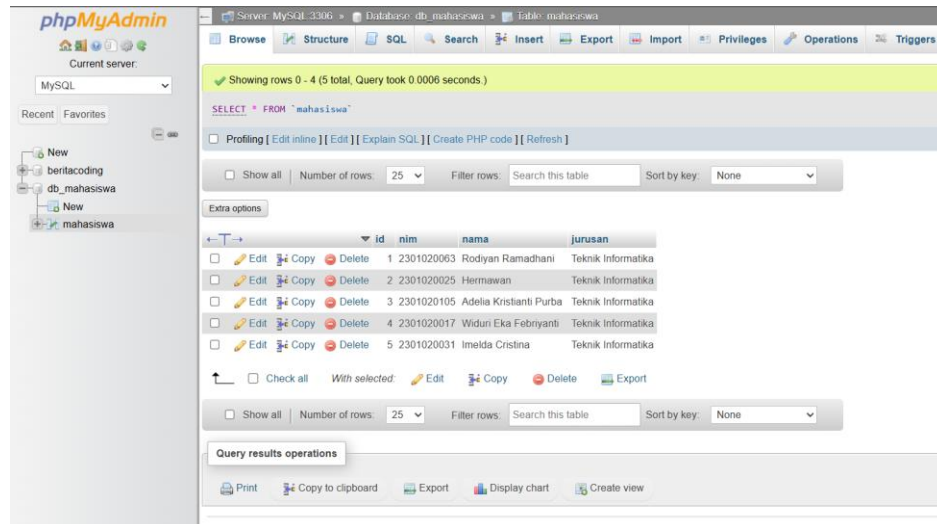 phpMyAdmin
Current server:
MySQL
Recent Favorites
New
beritacoding
db_mahasiswa
New
mahasiswa
Server: MySQL:3306 » Database: db_mahasiswa » Table: mahasiswa
Browse Structure SQL Search Insert Export Import Privileges Operations Triggers
Showing rows 0 - 4 (5 total, Query took 0.0006 seconds.)
SELECT * FROM `mahasiswa`
Profiling [ Edit inline ] [ Edit ] [ Explain SQL ] [ Create PHP code ] [ Refresh ]
Show all | Number of rows: 25 Filter rows: Search this table Sort by key: None
Extra options
←T→ id nim nama jurusan
Edit Copy Delete 1 2301020063 Rodiyan Ramadhani Teknik Informatika
Edit Copy Delete 2 2301020025 Hermawan Teknik Informatika
Edit Copy Delete 3 2301020105 Adelia Kristianti Purba Teknik Informatika
Edit Copy Delete 4 2301020017 Widuri Eka Febriyanti Teknik Informatika
Edit Copy Delete 5 2301020031 Imelda Cristina Teknik Informatika
Check all With selected: Edit Copy Delete Export
Show all | Number of rows: 25 Filter rows: Search this table Sort by key: None
Query results operations
Print Copy to clipboard Export Display chart Create view